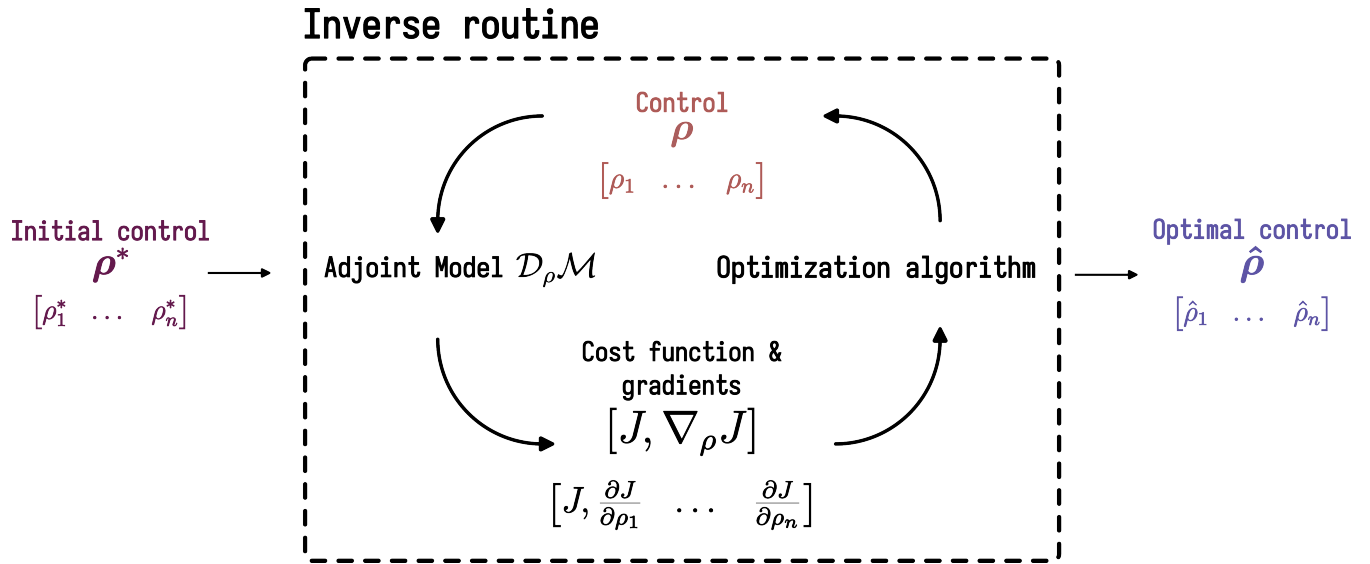 Inverse routine
Control
ρ
[ρ₁ … ρₙ]
Initial control
ρ*
[ρ₁* … ρₙ*]
Adjoint Model 𝒟ᵨℳ
Optimization algorithm
Optimal control
ρ̂
[ρ̂₁ … ρ̂ₙ]
Cost function &
gradients
[J, ∇ᵨJ]
[J, ∂J/∂ρ₁ … ∂J/∂ρₙ]